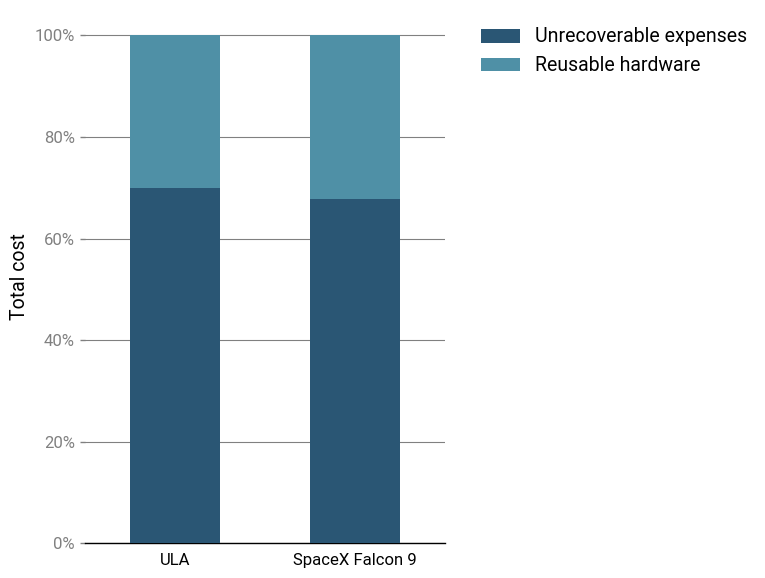 Unrecoverable expenses
Reusable hardware
Total cost
100%
80%
60%
40%
20%
0%
ULA
SpaceX Falcon 9